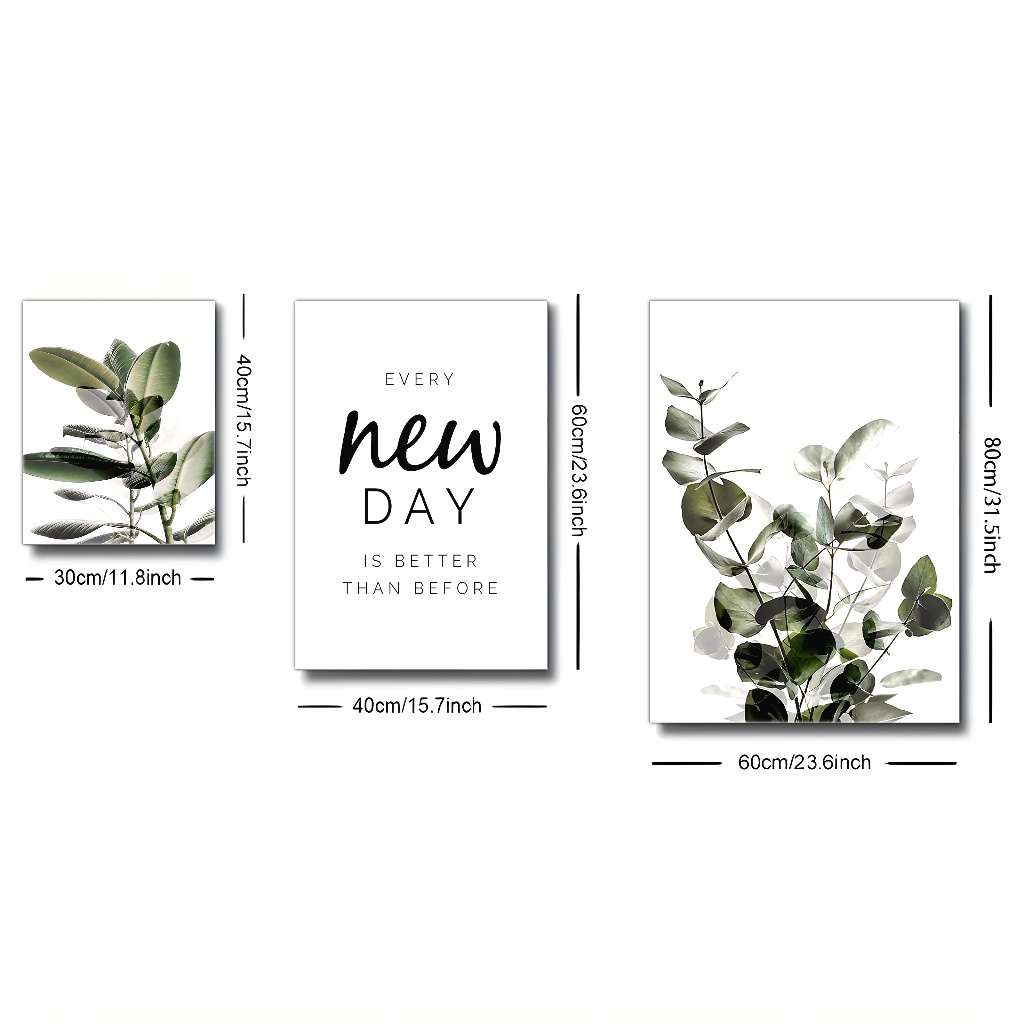 40cm/15.7inch
30cm/11.8inch
EVERY
new
DAY
IS BETTER
THAN BEFORE
60cm/23.6inch
40cm/15.7inch
80cm/31.5inch
60cm/23.6inch